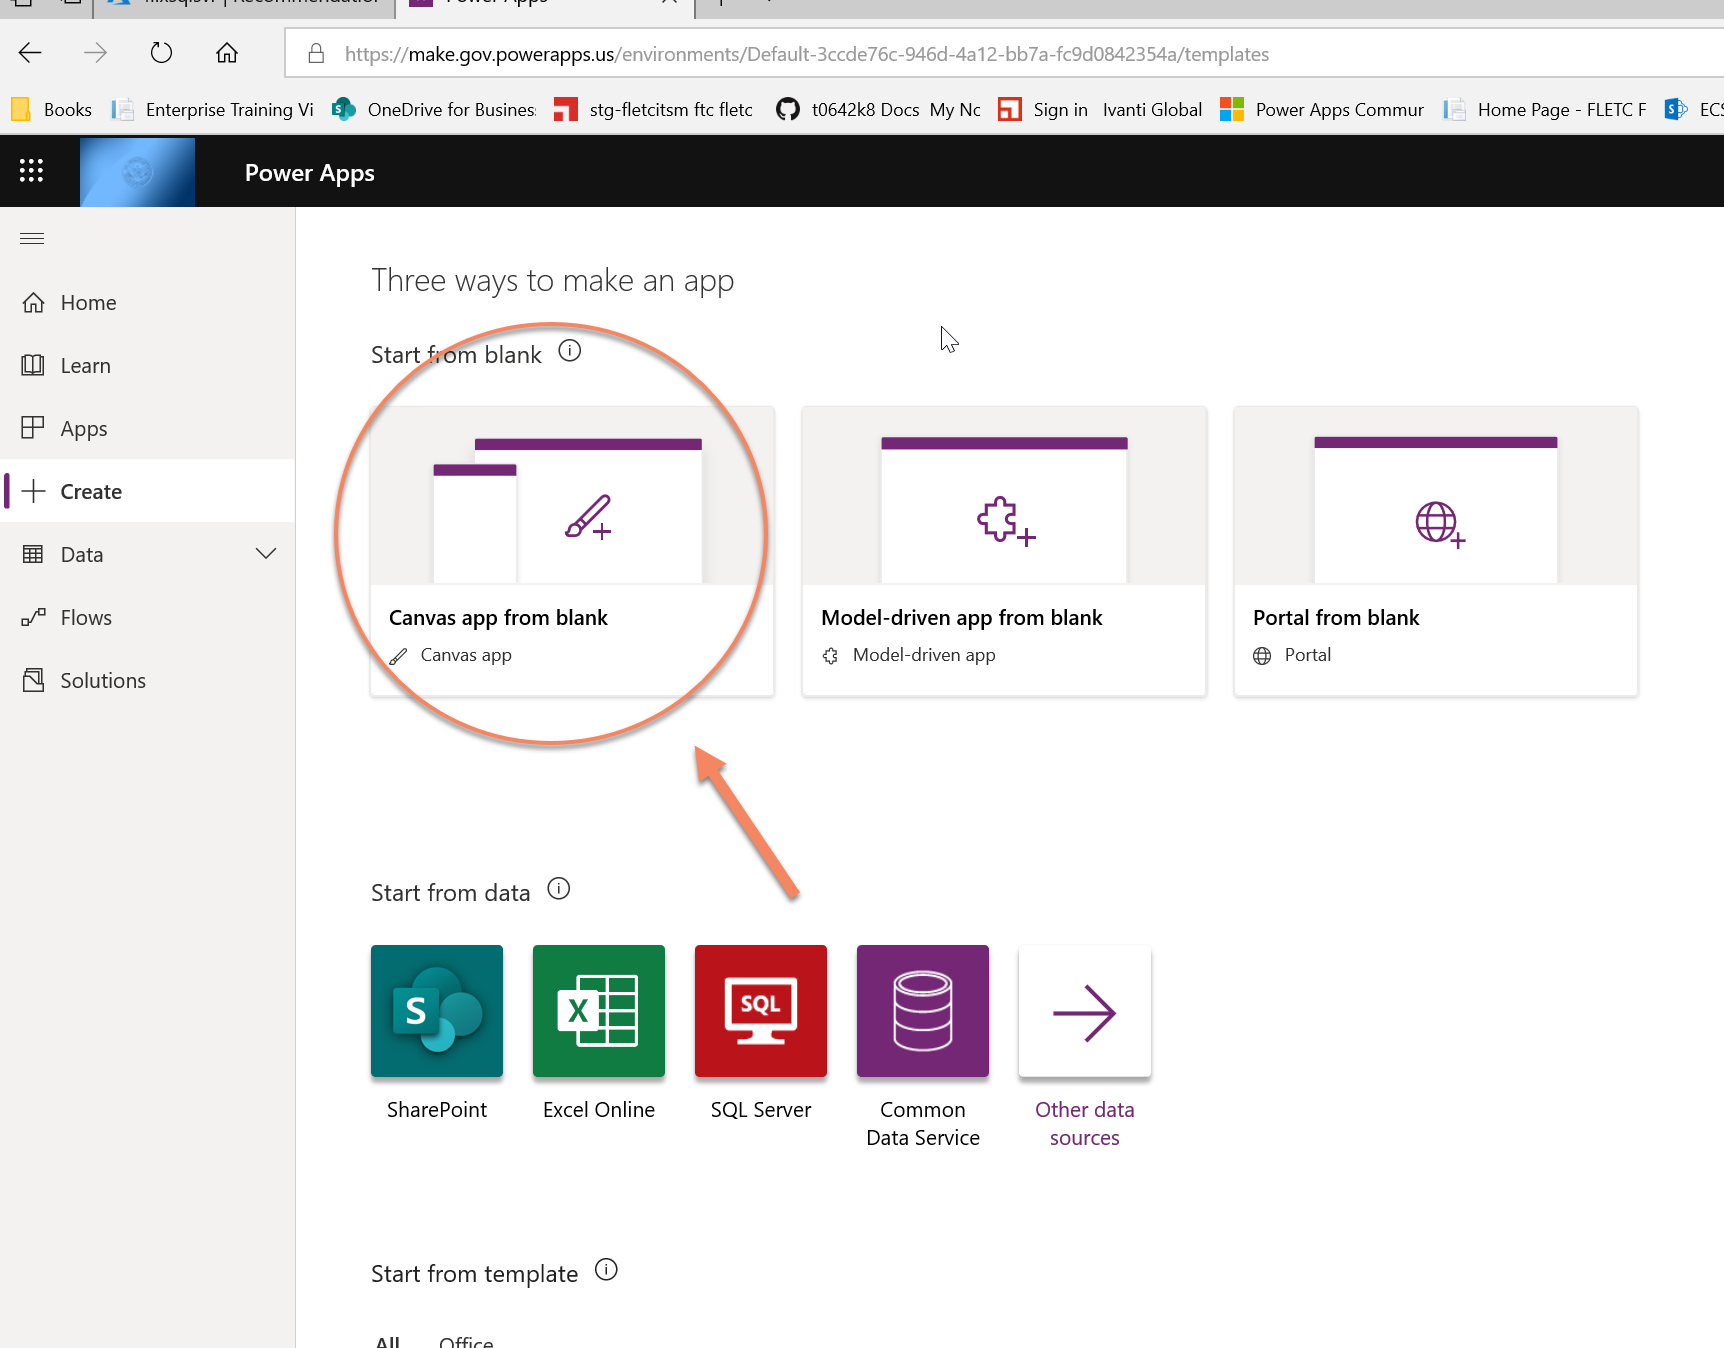 Power Apps
https://make.gov.powerapps.us/environments/Default-3ccde76c-946d-4a12-bb7a-fc9d0842354a/templates
Books Enterprise Training Vi OneDrive for Busines stg-fletcitsm ftc fletc t0642k8 Docs My Nc Sign in Ivanti Global Power Apps Commur Home Page - FLETC F ECS
Power Apps
Home
Learn
Apps
Create
Data
Flows
Solutions
Three ways to make an app
Start from blank
Canvas app from blank
Canvas app
Model-driven app from blank
Model-driven app
Portal from blank
Portal
Start from data
S
X
SQL
SharePoint
Excel Online
SQL Server
Common
Data Service
Other data
sources
Start from template
All Office